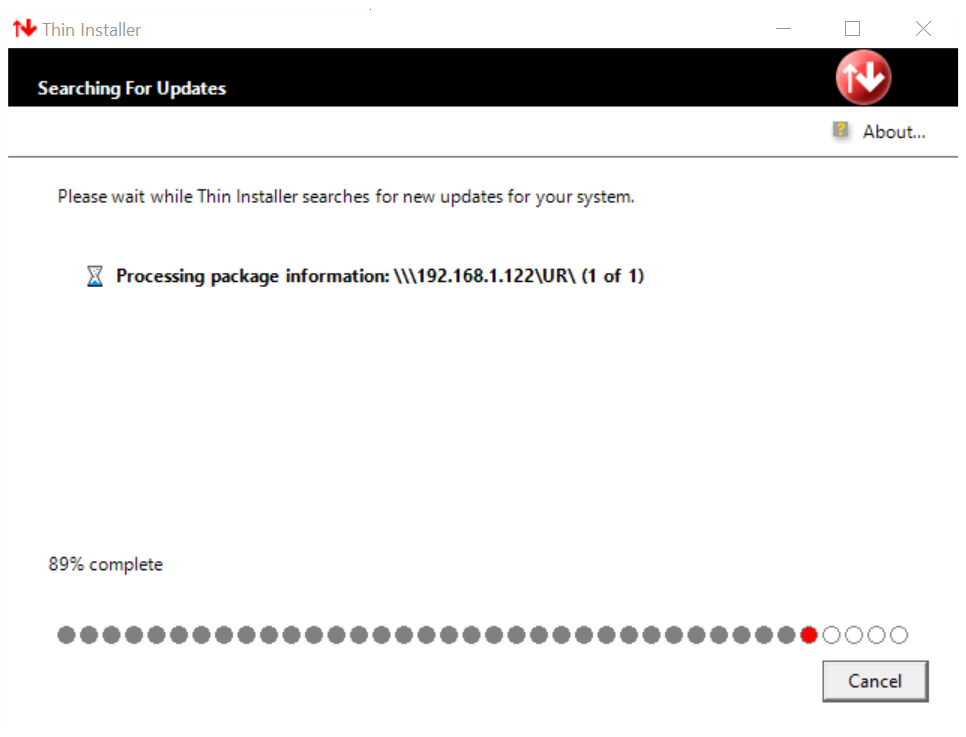 Thin Installer
Searching For Updates
About...
Please wait while Thin Installer searches for new updates for your system.
Processing package information: \\\192.168.1.122\UR\ (1 of 1)
89% complete
Cancel